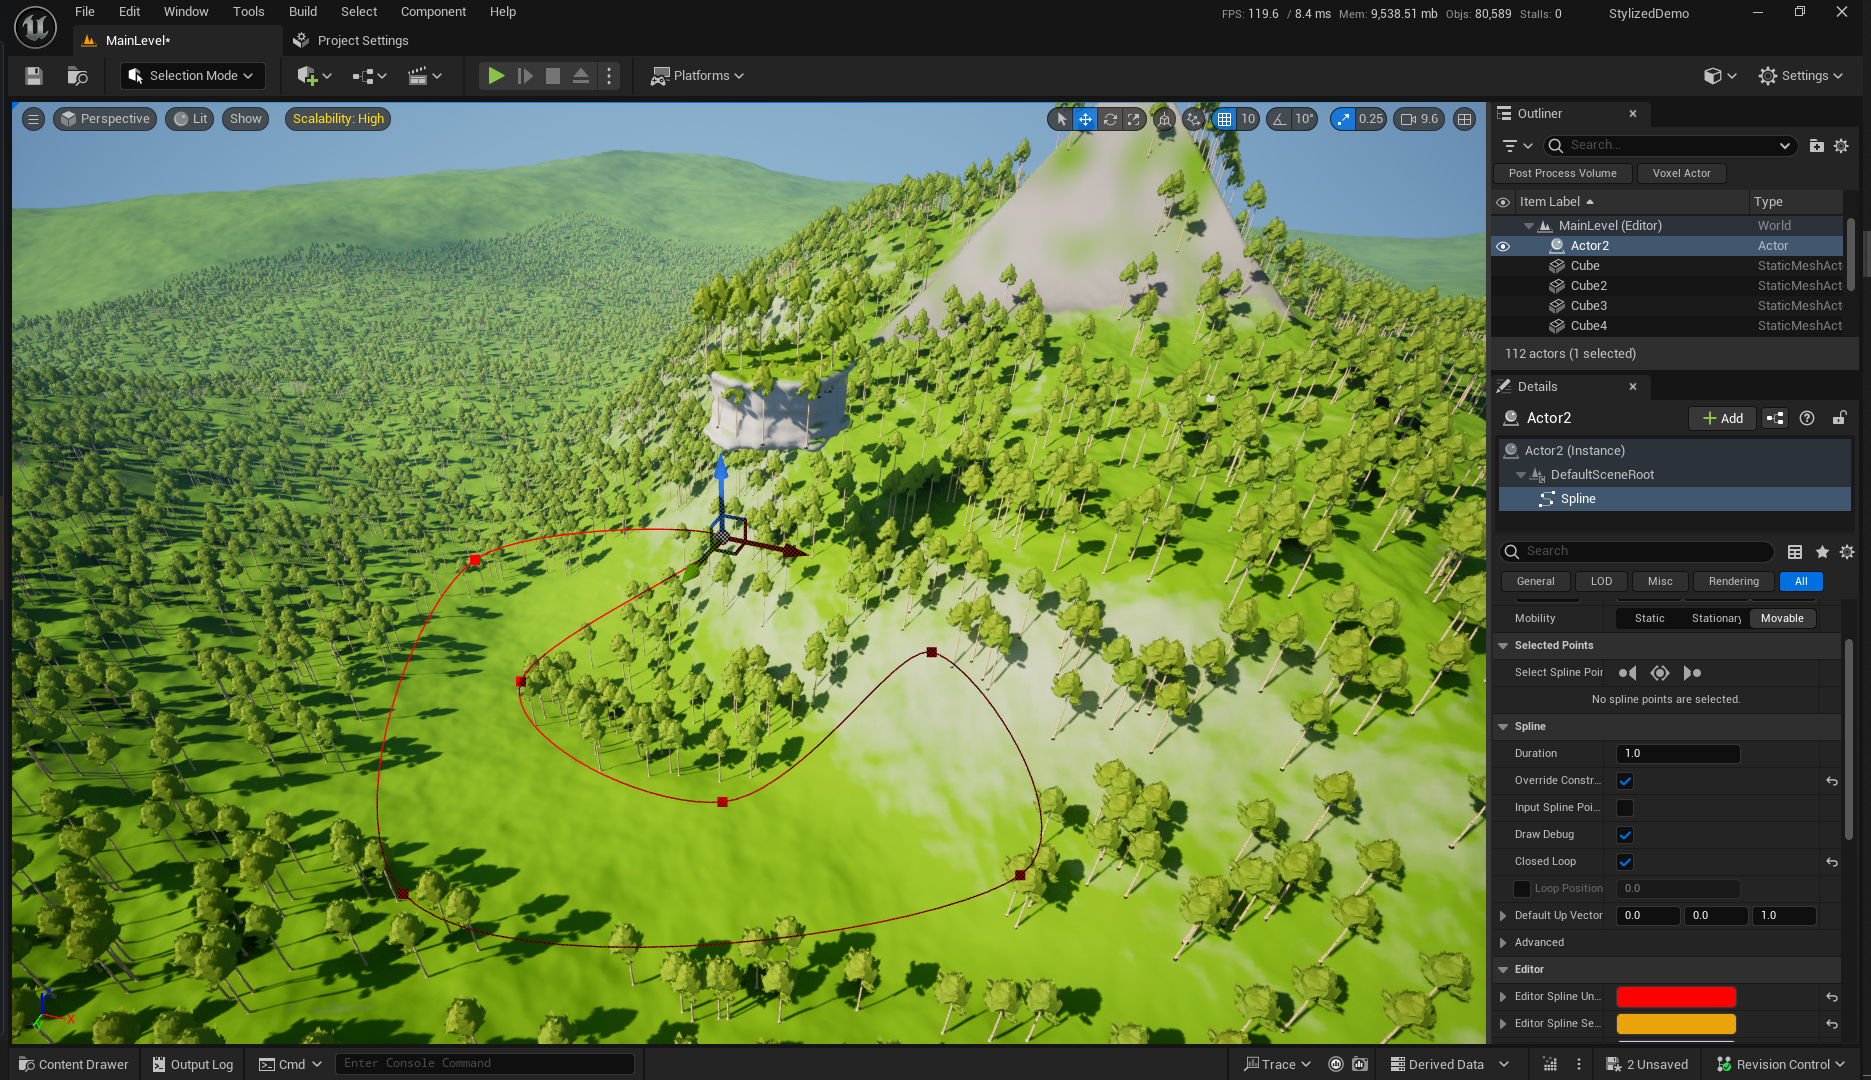 File Edit Window Tools Build Select Component Help
FPS: 119.6 / 8.4 ms Mem: 9,538.51 mb Objs: 80,589 Stalls: 0
StylizedDemo
MainLevel*
Project Settings
Selection Mode
Platforms
Settings
Perspective Lit Show Scalability: High
10 10° 0.25 9.6
Outliner
Search...
Post Process Volume Voxel Actor
Item Label Type
MainLevel (Editor) World
Actor2 Actor
Cube StaticMeshAct
Cube2 StaticMeshAct
Cube3 StaticMeshAct
Cube4 StaticMeshAct
112 actors (1 selected)
Details
Actor2
Add
Actor2 (Instance)
DefaultSceneRoot
Spline
Search
General LOD Misc Rendering All
Mobility Static Stationary Movable
Selected Points
Select Spline Poir
No spline points are selected.
Spline
Duration 1.0
Override Constr...
Input Spline Poi...
Draw Debug
Closed Loop
Loop Position 0.0
Default Up Vector 0.0 0.0 1.0
Advanced
Editor
Editor Spline Un...
Editor Spline Se...
Z
Y
X
Content Drawer Output Log Cmd Enter Console Command
Trace Derived Data 2 Unsaved Revision Control